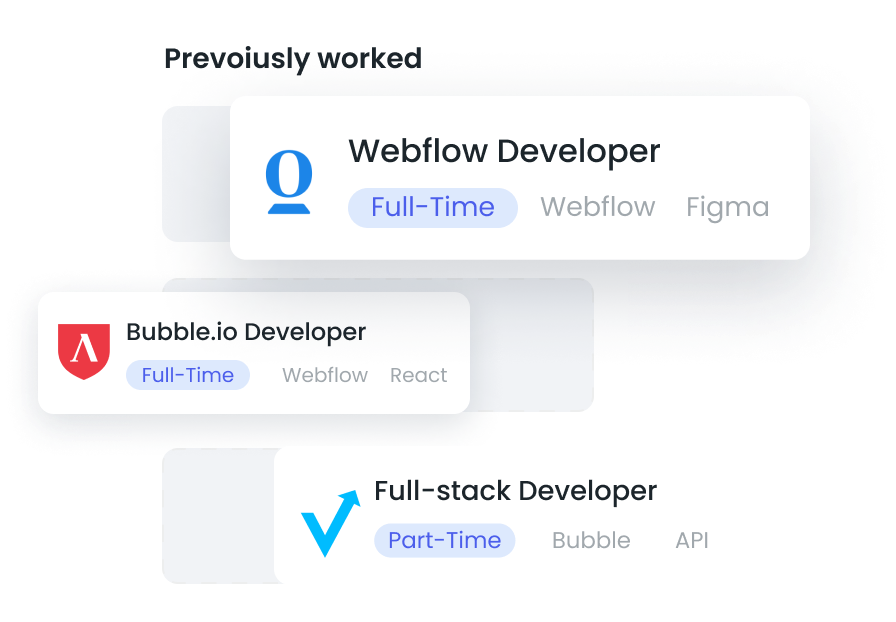 Prevoiusly worked
Webflow Developer
Full-Time Webflow Figma
Bubble.io Developer
Full-Time Webflow React
Full-stack Developer
Part-Time Bubble API